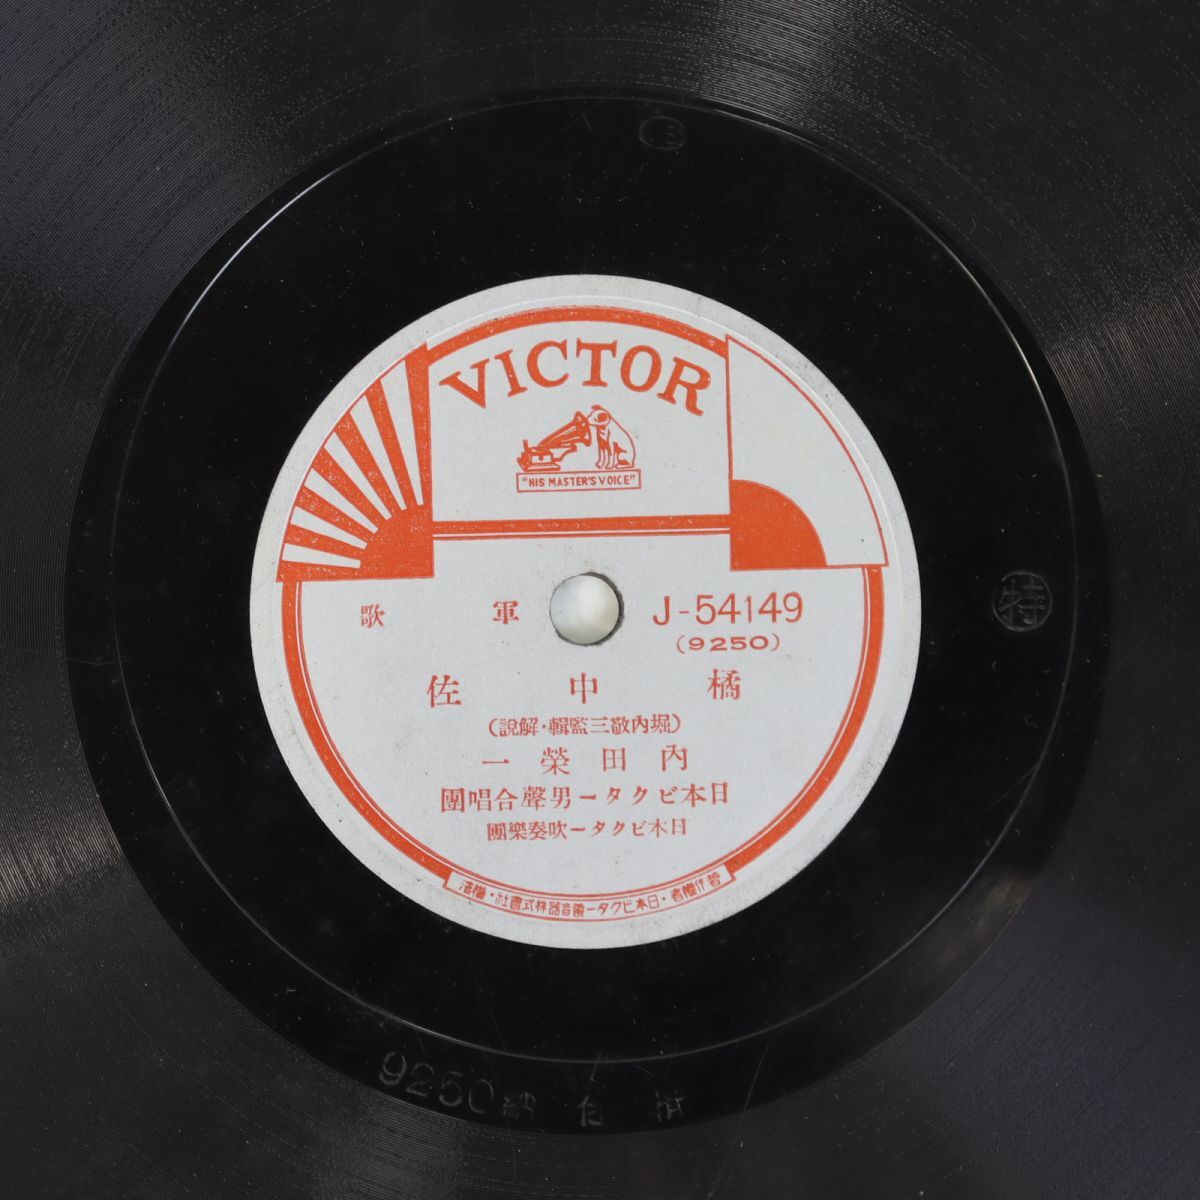 VICTOR
"HIS MASTER'S VOICE"
軍歌
J-54149
(9250)
橘中佐
(堀內敬三監輯・解說)
內田榮一
日本ビクター男聲合唱團
日本ビクター吹奏樂團
著作權者・日本ビクター蓄音器株式會社・橫濱
特
9250